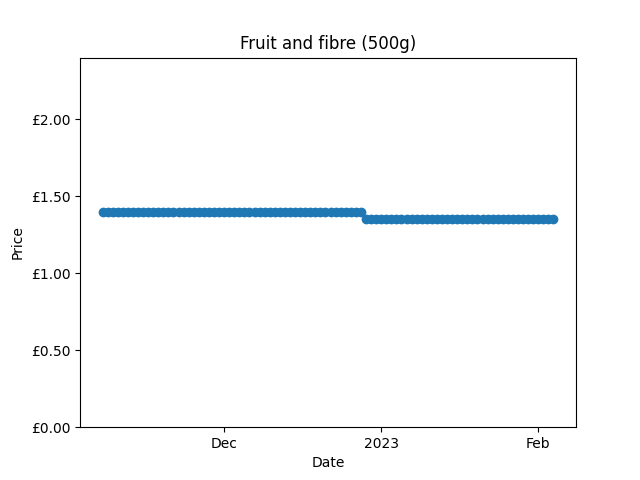 Fruit and fibre (500g)
£2.00
£1.50
£1.00
£0.50
£0.00
Price
Dec
2023
Feb
Date